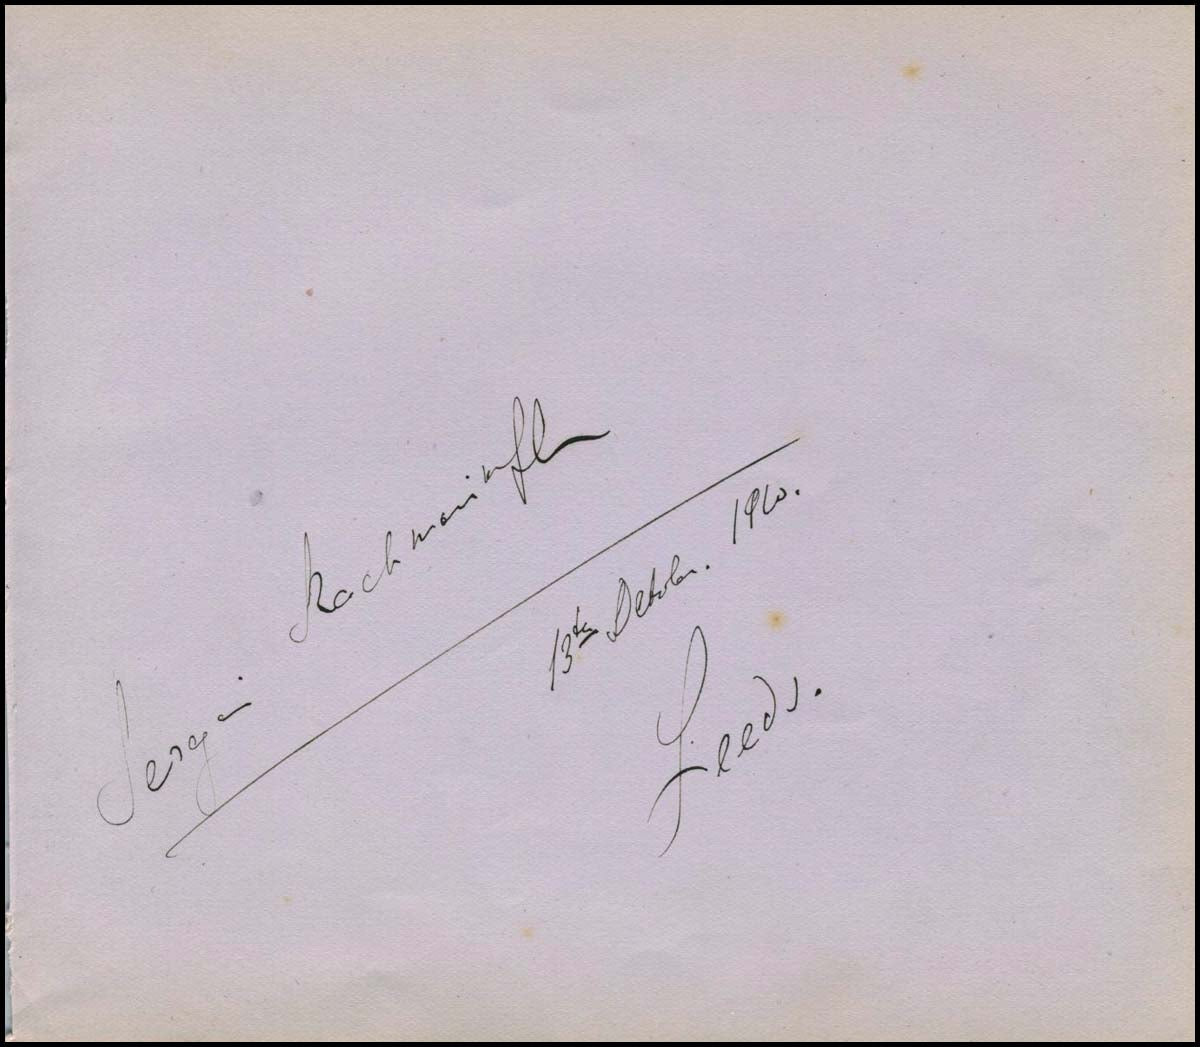 Sergei Rachmaninoff
13th October. 1910.
Leeds.